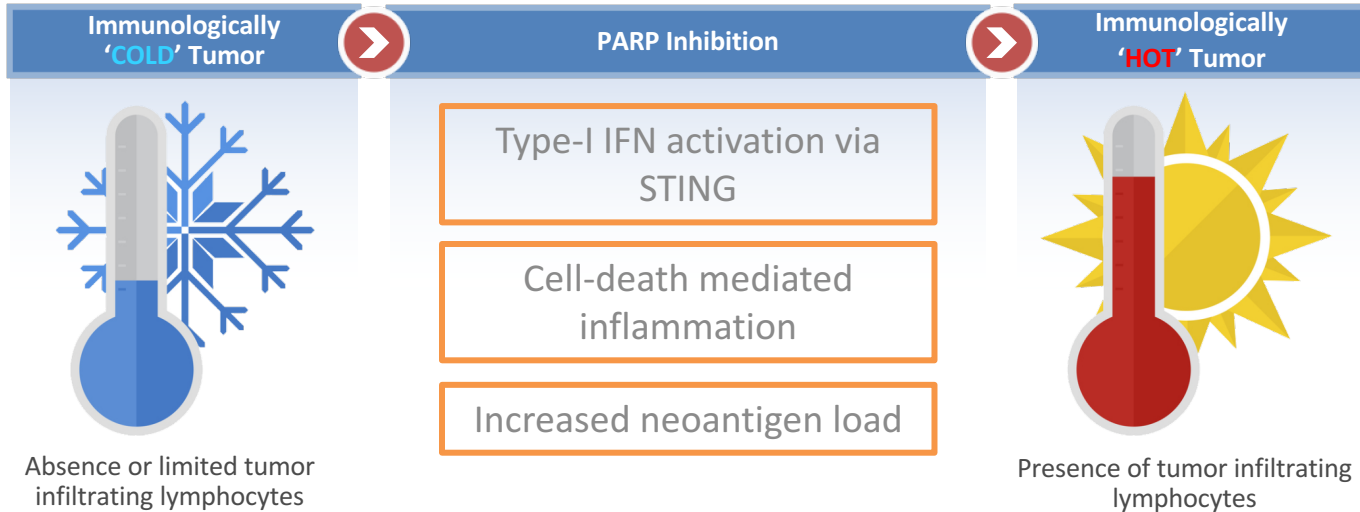 Immunologically
‘COLD’ Tumor
PARP Inhibition
Immunologically
‘HOT’ Tumor
Type-I IFN activation via
STING
Cell-death mediated
inflammation
Increased neoantigen load
Absence or limited tumor
infiltrating lymphocytes
Presence of tumor infiltrating
lymphocytes